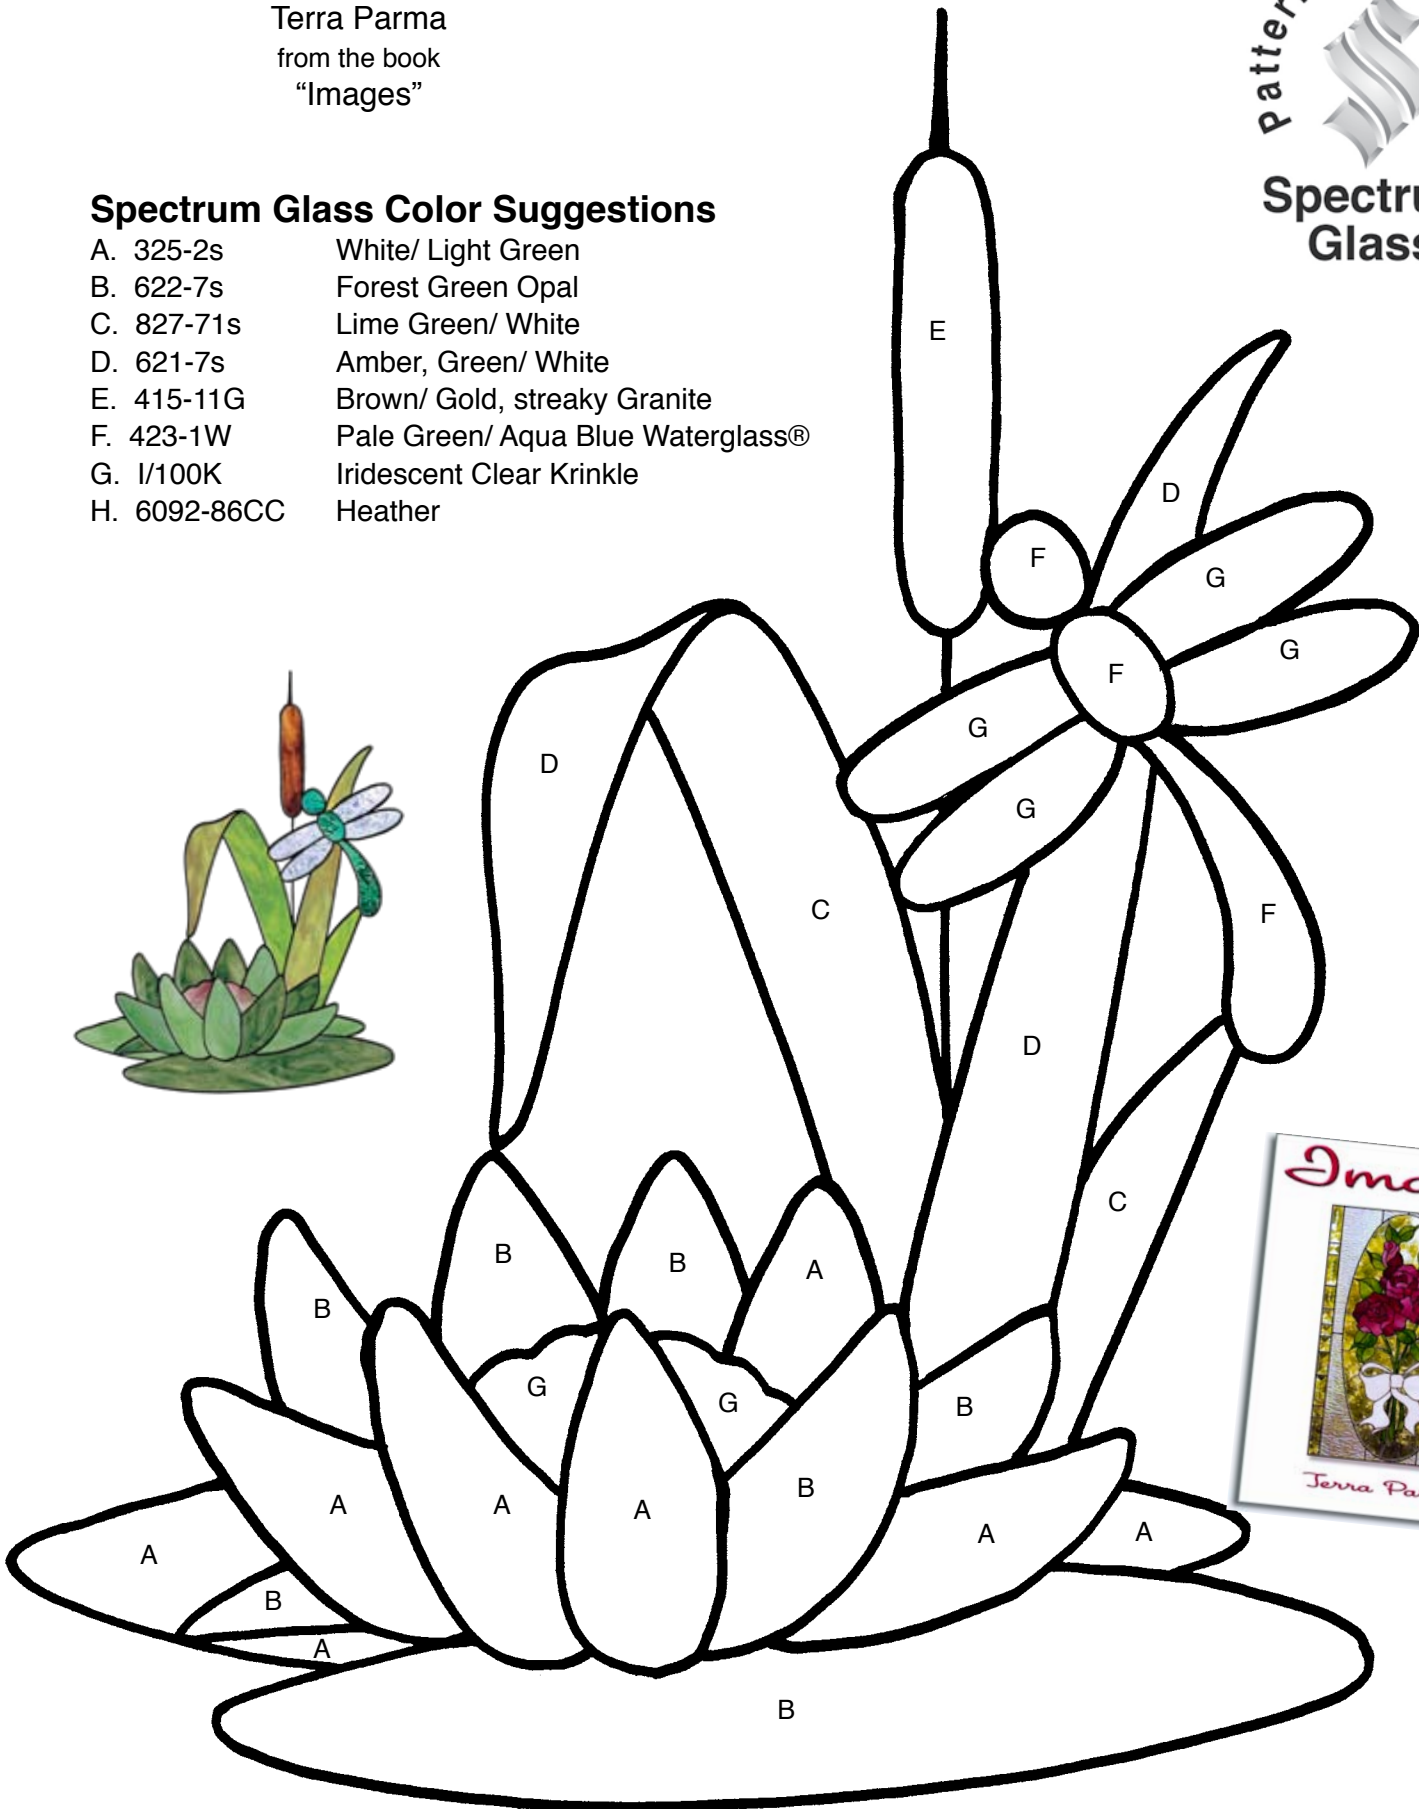 Terra Parma
from the book
“Images”
Spectrum Glass Color Suggestions
A. 325-2s White/ Light Green
B. 622-7s Forest Green Opal
C. 827-71s Lime Green/ White
D. 621-7s Amber, Green/ White
E. 415-11G Brown/ Gold, streaky Granite
F. 423-1W Pale Green/ Aqua Blue Waterglass®
G. I/100K Iridescent Clear Krinkle
H. 6092-86CC Heather
E
D
F
G
G
F
G
D
G
C
F
D
C
B
B
A
B
G
G
B
A
A
A
B
A
A
A
B
A
B
Terra